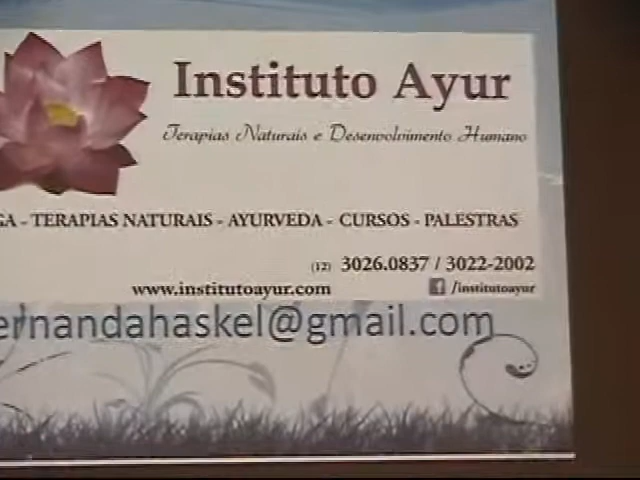 Instituto Ayur
Terapias Naturais e Desenvolvimento Humano
GA - TERAPIAS NATURAIS - AYURVEDA - CURSOS - PALESTRAS
(12) 3026.0837 / 3022-2002
www.institutoayur.com /institutoayur
ernandahaskel@gmail.com